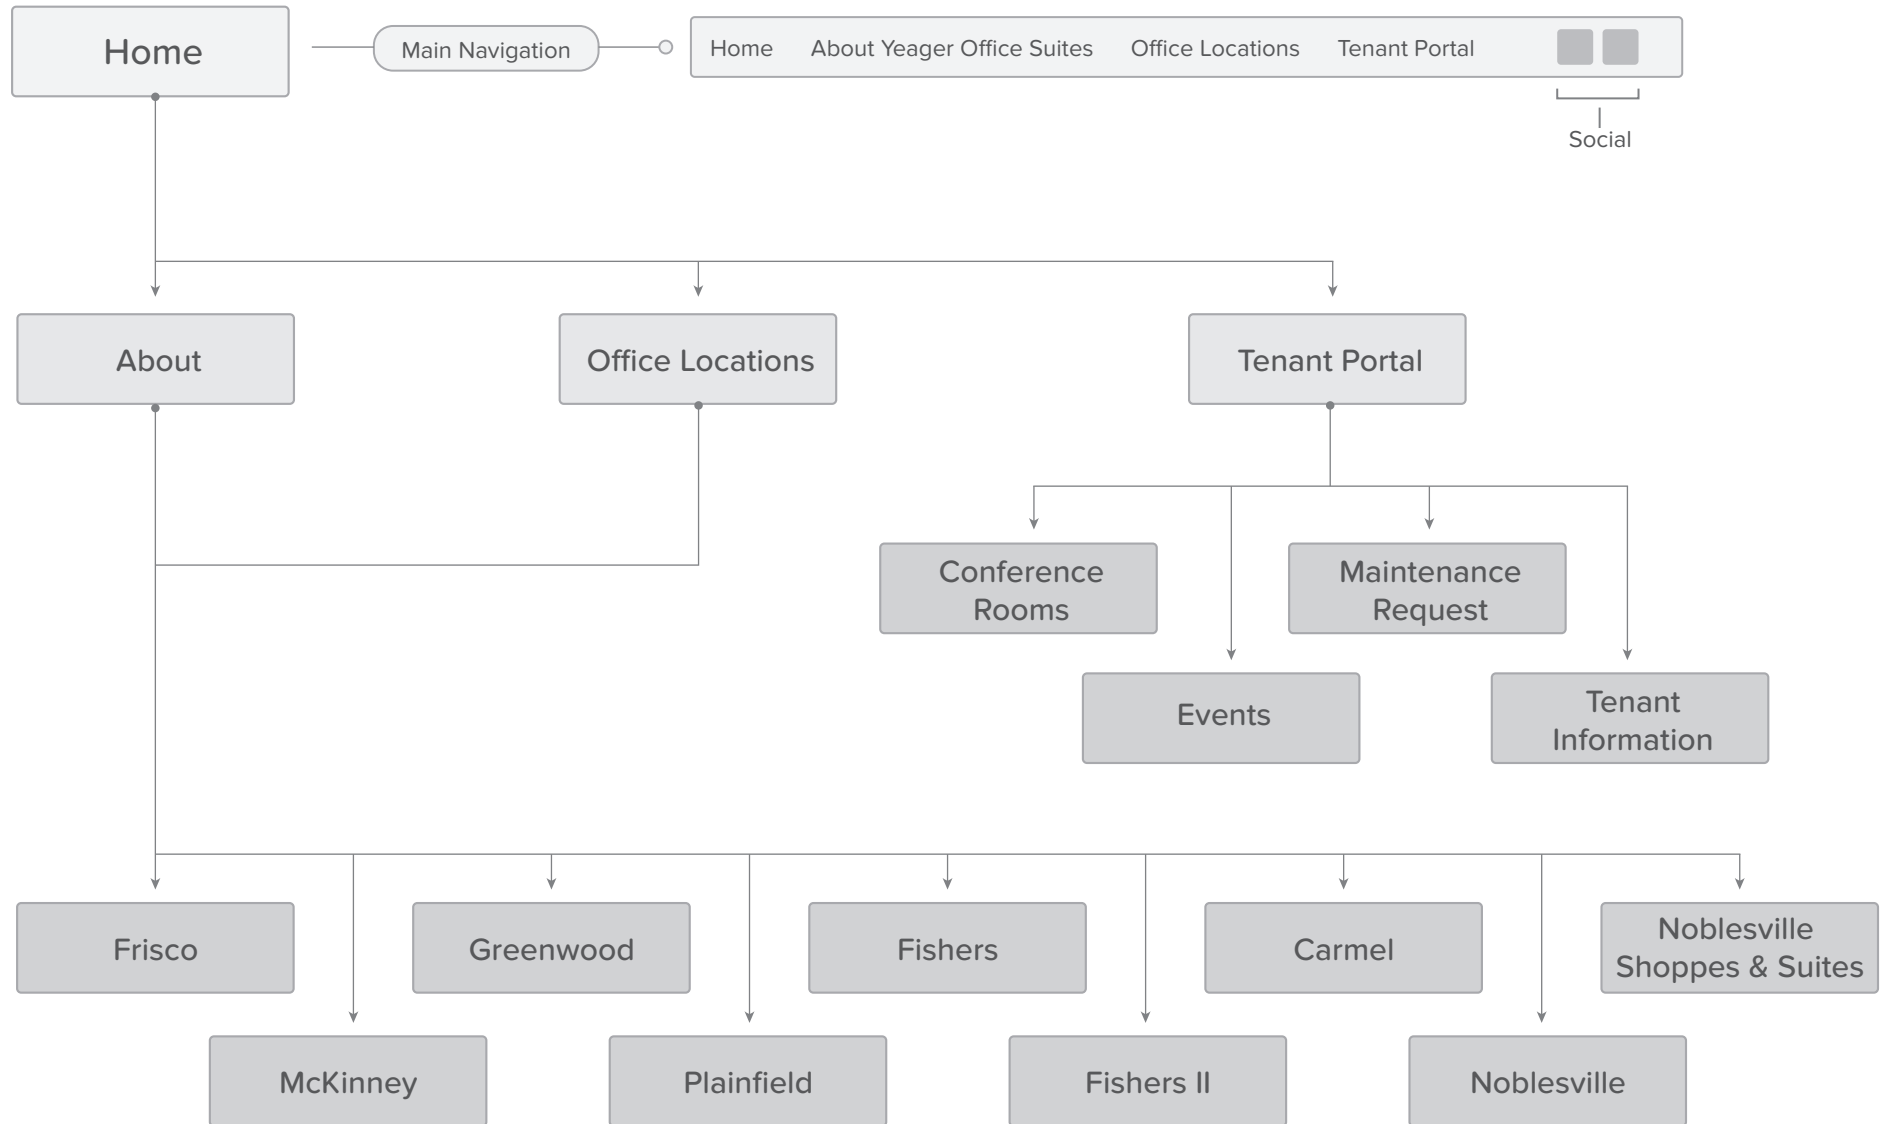 Home
Main Navigation
Home About Yeager Office Suites Office Locations Tenant Portal
Social
About
Office Locations
Tenant Portal
Conference
Rooms
Maintenance
Request
Events
Tenant
Information
Frisco
Greenwood
Fishers
Carmel
Noblesville
Shoppes & Suites
McKinney
Plainfield
Fishers II
Noblesville